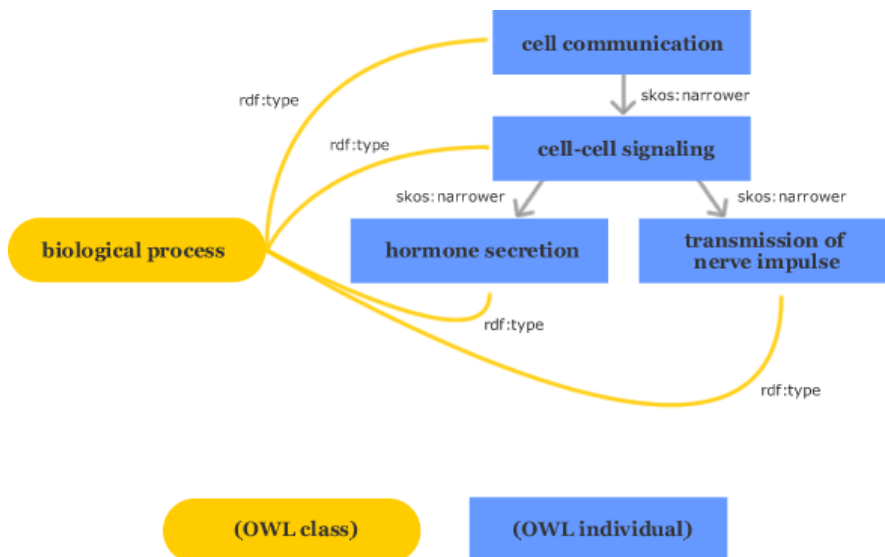 cell communication
rdf:type
skos:narrower
rdf:type
cell-cell signaling
skos:narrower
skos:narrower
biological process
hormone secretion
transmission of
nerve impulse
rdf:type
rdf:type
(OWL class)
(OWL individual)